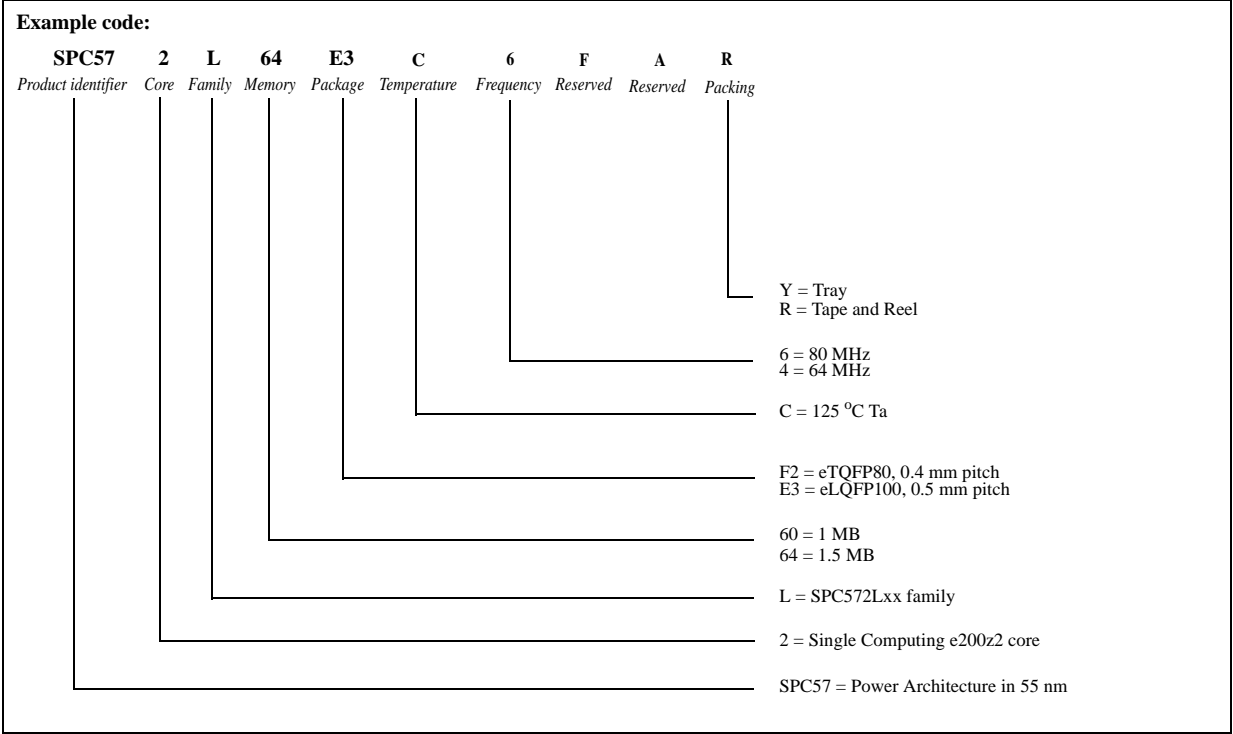 Example code:
SPC57 2 L 64 E3 C 6 F A R
Product identifier Core Family Memory Package Temperature Frequency Reserved Reserved Packing
Y = Tray
R = Tape and Reel
6 = 80 MHz
4 = 64 MHz
C = 125 °C Ta
F2 = eTQFP80, 0.4 mm pitch
E3 = eLQFP100, 0.5 mm pitch
60 = 1 MB
64 = 1.5 MB
L = SPC572Lxx family
2 = Single Computing e200z2 core
SPC57 = Power Architecture in 55 nm